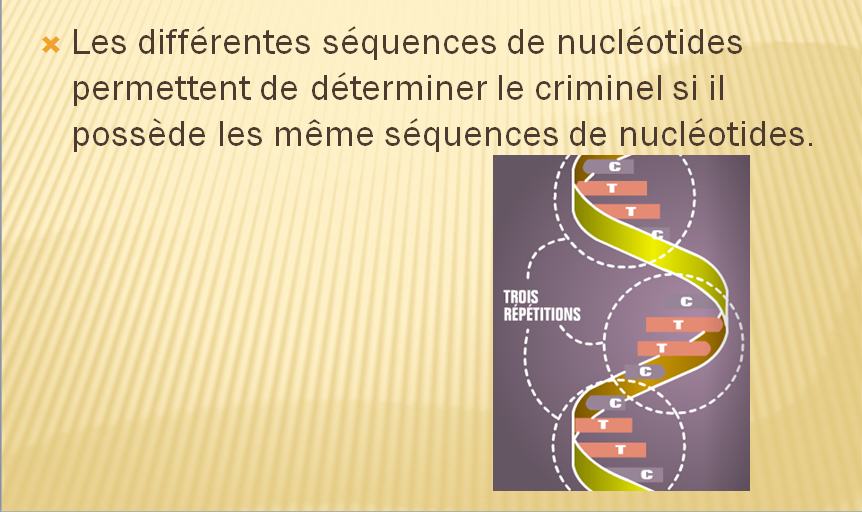 Les différentes séquences de nucléotides
permettent de déterminer le criminel si il
possède les même séquences de nucléotides.
C
T
T
C
TROIS
RÉPÉTITIONS
C
T
T
C
C
T
T
C